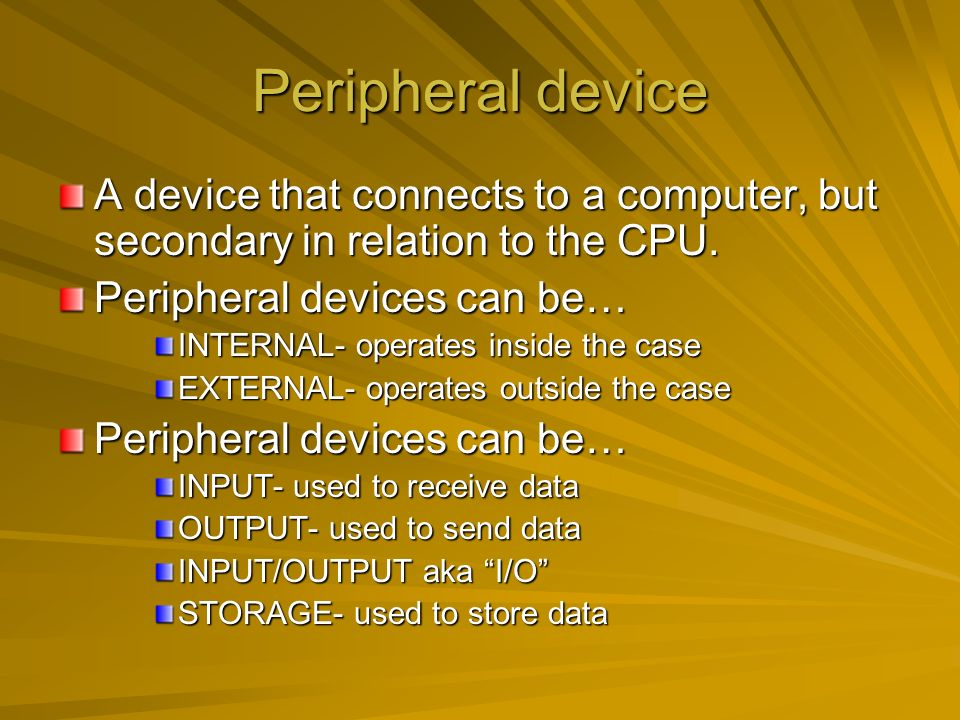 Peripheral device
A device that connects to a computer, but
secondary in relation to the CPU.
Peripheral devices can be…
INTERNAL- operates inside the case
EXTERNAL- operates outside the case
Peripheral devices can be…
INPUT- used to receive data
OUTPUT- used to send data
INPUT/OUTPUT aka “I/O”
STORAGE- used to store data